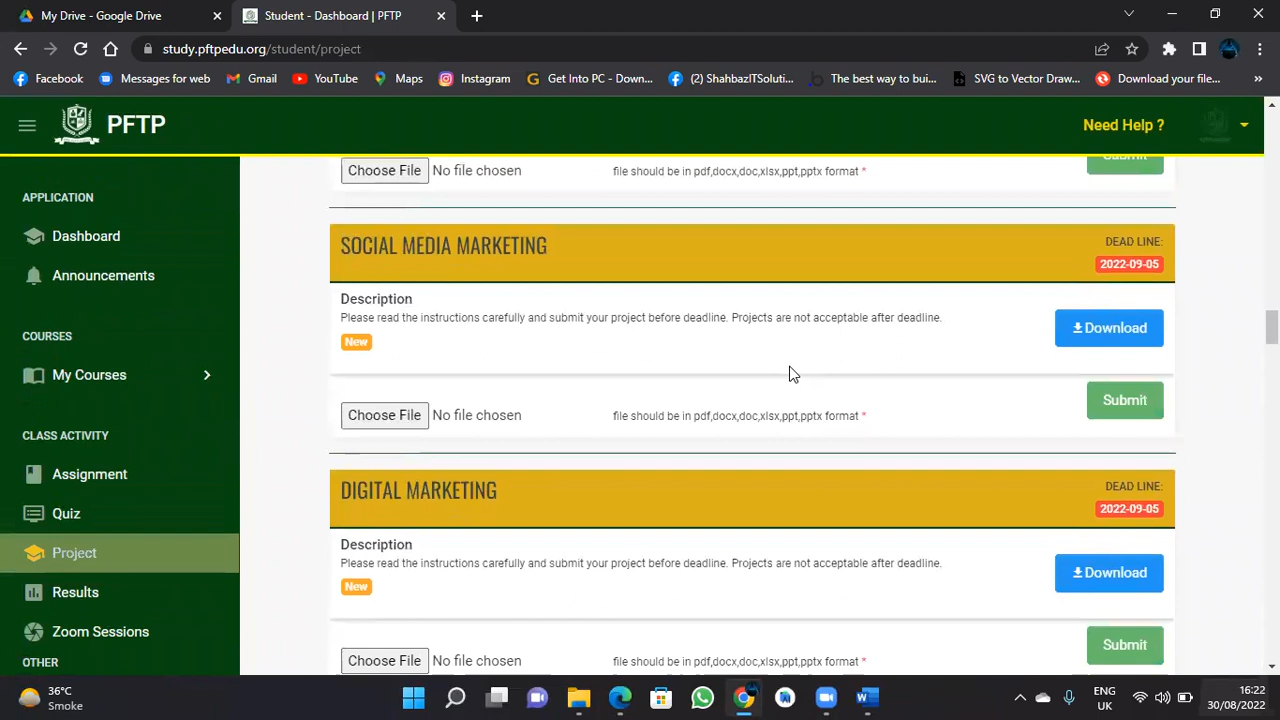 My Drive - Google Drive
Student - Dashboard | PFTP
study.pftpedu.org/student/project
Facebook
Messages for web
Gmail
YouTube
Maps
Instagram
Get Into PC - Down...
(2) ShahbazITSoluti...
The best way to bui...
SVG to Vector Draw...
Download your file...
PFTP
Need Help ?
APPLICATION
Dashboard
Announcements
COURSES
My Courses
CLASS ACTIVITY
Assignment
Quiz
Project
Results
Zoom Sessions
OTHER
Choose File No file chosen
file should be in pdf,docx,doc,xlsx,ppt,pptx format *
Submit
SOCIAL MEDIA MARKETING
DEAD LINE:
2022-09-05
Description
Please read the instructions carefully and submit your project before deadline. Projects are not acceptable after deadline.
New
Download
Choose File No file chosen
file should be in pdf,docx,doc,xlsx,ppt,pptx format *
Submit
DIGITAL MARKETING
DEAD LINE:
2022-09-05
Description
Please read the instructions carefully and submit your project before deadline. Projects are not acceptable after deadline.
New
Download
Choose File No file chosen
file should be in pdf,docx,doc,xlsx,ppt,pptx format *
Submit
36°C
Smoke
ENG
UK
16:22
30/08/2022